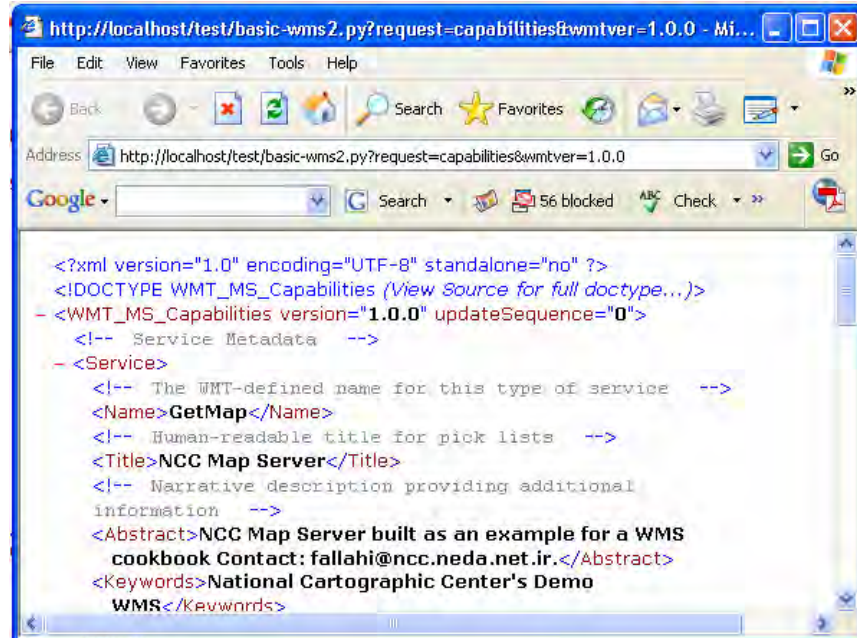 http://localhost/test/basic-wms2.py?request=capabilities&wmtver=1.0.0 - Mi...
File Edit View Favorites Tools Help
Back Search Favorites »
Address http://localhost/test/basic-wms2.py?request=capabilities&wmtver=1.0.0 Go
Google G Search 56 blocked ABC Check »
<?xml version="1.0" encoding="UTF-8" standalone="no" ?>
<!DOCTYPE WMT_MS_Capabilities (View Source for full doctype...)>
- <WMT_MS_Capabilities version="1.0.0" updateSequence="0">
<!-- Service Metadata -->
- <Service>
<!-- The WMT-defined name for this type of service -->
<Name>GetMap</Name>
<!-- Human-readable title for pick lists -->
<Title>NCC Map Server</Title>
<!-- Narrative description providing additional
information -->
<Abstract>NCC Map Server built as an example for a WMS
cookbook Contact: fallahi@ncc.neda.net.ir.</Abstract>
<Keywords>National Cartographic Center's Demo
WMS</Keywords>